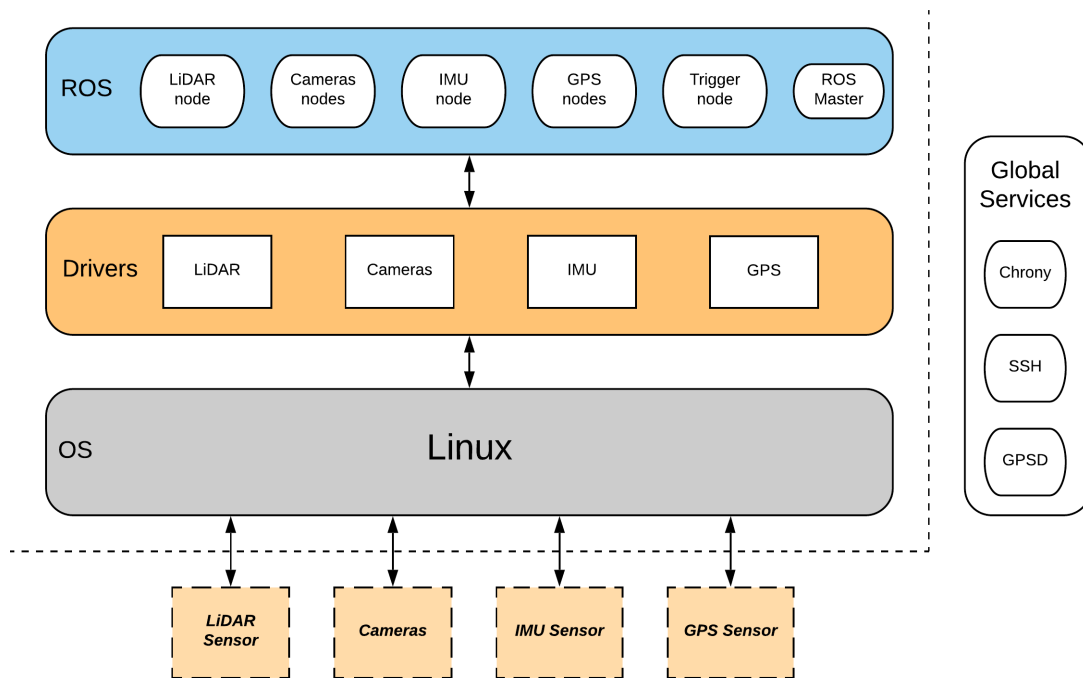 ROS
LiDAR
node
Cameras
nodes
IMU
node
GPS
nodes
Trigger
node
ROS
Master
Drivers
LiDAR
Cameras
IMU
GPS
OS
Linux
LiDAR
Sensor
Cameras
IMU Sensor
GPS Sensor
Global
Services
Chrony
SSH
GPSD